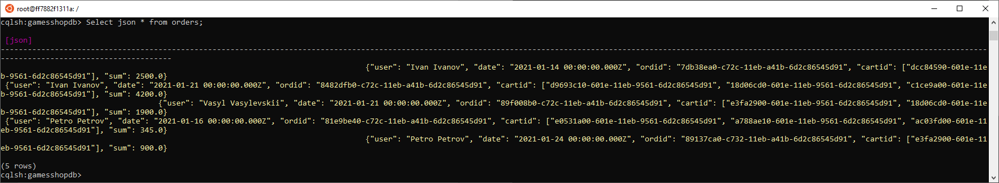 root@ff7882f1311a: /
cqlsh:gamesshopdb> Select json * from orders;
[json]
--------------------------------------------------------------------------------------------------------------------------------------------------------------------------------------------------------------------------
--------------------------------------
{"user": "Ivan Ivanov", "date": "2021-01-14 00:00:00.000Z", "ordid": "7db38ea0-c72c-11eb-a41b-6d2c86545d91", "cartid": ["dcc84590-601e-11e
b-9561-6d2c86545d91"], "sum": 2500.0}
{"user": "Ivan Ivanov", "date": "2021-01-21 00:00:00.000Z", "ordid": "8482dfb0-c72c-11eb-a41b-6d2c86545d91", "cartid": ["d9693c10-601e-11eb-9561-6d2c86545d91", "18d06cd0-601e-11eb-9561-6d2c86545d91", "c1ce9a00-601e-11e
b-9561-6d2c86545d91"], "sum": 4200.0}
{"user": "Vasyl Vasylevskii", "date": "2021-01-21 00:00:00.000Z", "ordid": "89f008b0-c72c-11eb-a41b-6d2c86545d91", "cartid": ["e3fa2900-601e-11eb-9561-6d2c86545d91", "18d06cd0-601e-11e
b-9561-6d2c86545d91"], "sum": 1900.0}
{"user": "Petro Petrov", "date": "2021-01-16 00:00:00.000Z", "ordid": "81e9be40-c72c-11eb-a41b-6d2c86545d91", "cartid": ["e0531a00-601e-11eb-9561-6d2c86545d91", "a788ae10-601e-11eb-9561-6d2c86545d91", "ac03fd00-601e-11
eb-9561-6d2c86545d91"], "sum": 345.0}
{"user": "Petro Petrov", "date": "2021-01-24 00:00:00.000Z", "ordid": "89137ca0-c732-11eb-a41b-6d2c86545d91", "cartid": ["e3fa2900-601e-11
eb-9561-6d2c86545d91"], "sum": 900.0}
(5 rows)
cqlsh:gamesshopdb>